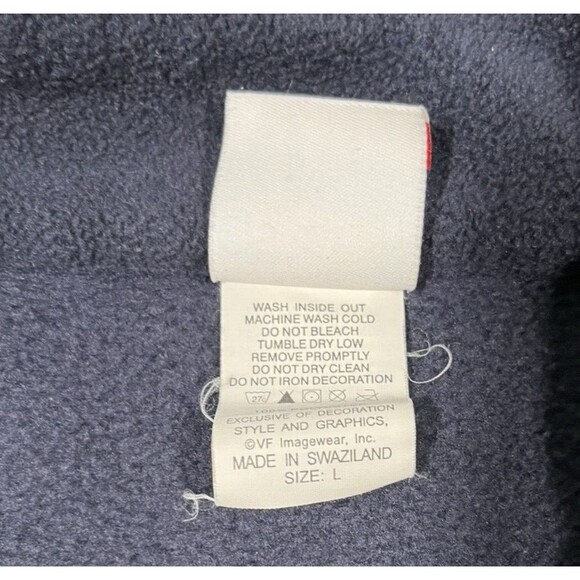 WASH INSIDE OUT
MACHINE WASH COLD
DO NOT BLEACH
TUMBLE DRY LOW
REMOVE PROMPTLY
DO NOT DRY CLEAN
DO NOT IRON DECORATION
EXCLUSIVE OF DECORATION
STYLE AND GRAPHICS,
©VF Imagewear, Inc.
MADE IN SWAZILAND
SIZE: L